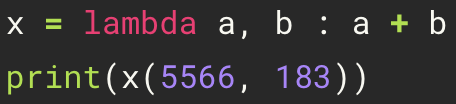 x = lambda a, b : a + b
print(x(5566, 183))